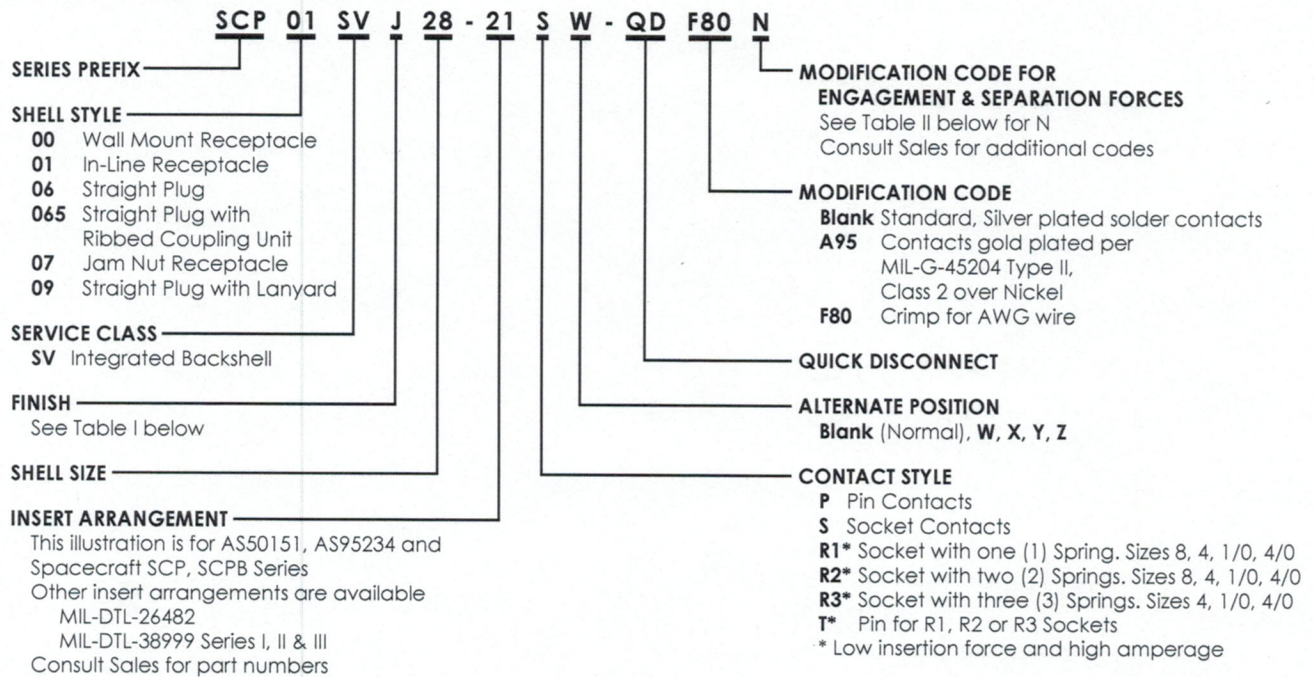 SCP 01 SV J 28 - 21 S W - QD F80 N
SERIES PREFIX
SHELL STYLE
00 Wall Mount Receptacle
01 In-Line Receptacle
06 Straight Plug
065 Straight Plug with
Ribbed Coupling Unit
07 Jam Nut Receptacle
09 Straight Plug with Lanyard
SERVICE CLASS
SV Integrated Backshell
FINISH
See Table I below
SHELL SIZE
INSERT ARRANGEMENT
This illustration is for AS50151, AS95234 and
Spacecraft SCP, SCPB Series
Other insert arrangements are available
MIL-DTL-26482
MIL-DTL-38999 Series I, II & III
Consult Sales for part numbers
MODIFICATION CODE FOR
ENGAGEMENT & SEPARATION FORCES
See Table II below for N
Consult Sales for additional codes
MODIFICATION CODE
Blank Standard, Silver plated solder contacts
A95 Contacts gold plated per
MIL-G-45204 Type II,
Class 2 over Nickel
F80 Crimp for AWG wire
QUICK DISCONNECT
ALTERNATE POSITION
Blank (Normal), W, X, Y, Z
CONTACT STYLE
P Pin Contacts
S Socket Contacts
R1* Socket with one (1) Spring. Sizes 8, 4, 1/0, 4/0
R2* Socket with two (2) Springs. Sizes 8, 4, 1/0, 4/0
R3* Socket with three (3) Springs. Sizes 4, 1/0, 4/0
T* Pin for R1, R2 or R3 Sockets
* Low insertion force and high amperage